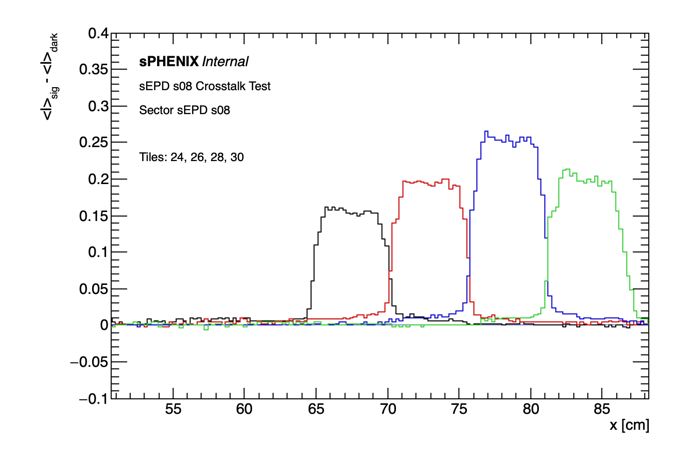 <I>sig - <I>dark
0.4
0.35
0.3
0.25
0.2
0.15
0.1
0.05
0
−0.05
−0.1
sPHENIX Internal
sEPD s08 Crosstalk Test
Sector sEPD s08
Tiles: 24, 26, 28, 30
55 60 65 70 75 80 85
x [cm]